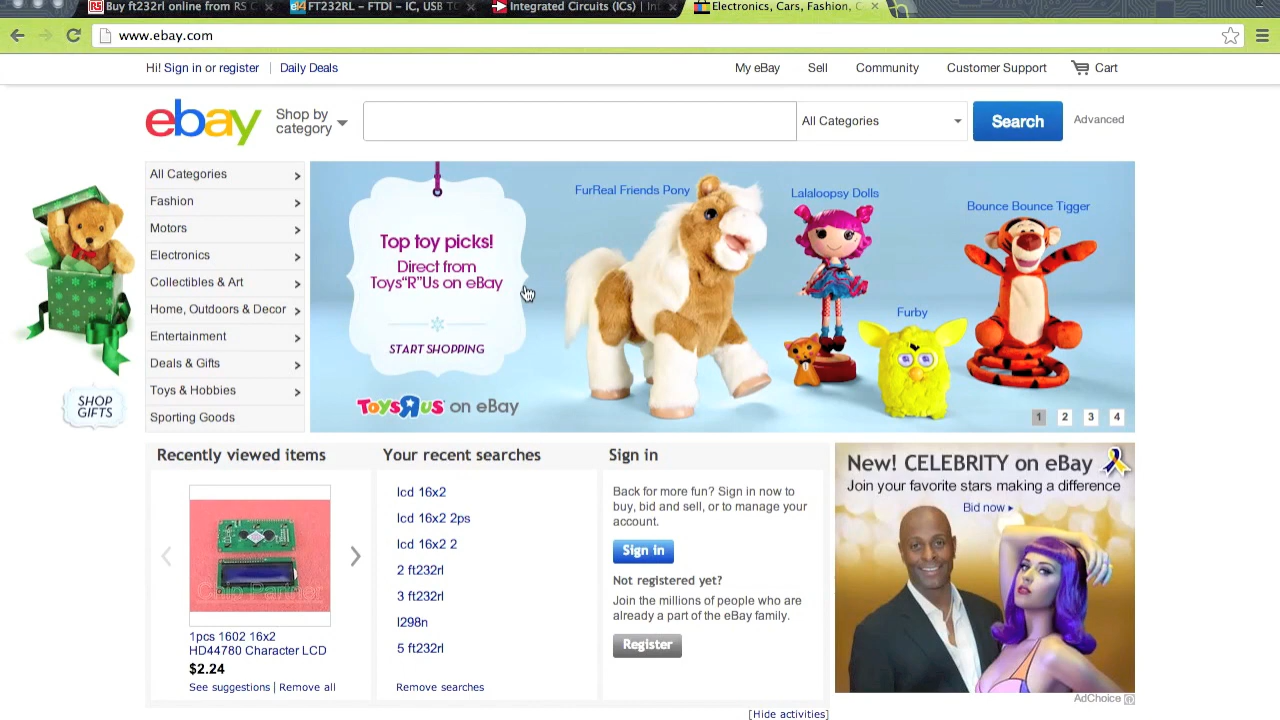 Buy ft232rl online from RS C
FT232RL – FTDI – IC, USB TO
Integrated Circuits (ICs) | In
Electronics, Cars, Fashion, C
www.ebay.com
Hi! Sign in or register | Daily Deals
My eBay Sell Community Customer Support Cart
ebay
Shop by
category
All Categories
Search
Advanced
All Categories
Fashion
Motors
Electronics
Collectibles & Art
Home, Outdoors & Decor
Entertainment
Deals & Gifts
Toys & Hobbies
Sporting Goods
SHOP
GIFTS
Top toy picks!
Direct from
Toys“R”Us on eBay
START SHOPPING
ToysRUs on eBay
FurReal Friends Pony
Lalaloopsy Dolls
Bounce Bounce Tigger
Furby
1 2 3 4
Recently viewed items
Chip Partner
1pcs 1602 16x2
HD44780 Character LCD
$2.24
See suggestions | Remove all
Your recent searches
lcd 16x2
lcd 16x2 2ps
lcd 16x2 2
2 ft232rl
3 ft232rl
l298n
5 ft232rl
Remove searches
Sign in
Back for more fun? Sign in now to
buy, bid and sell, or to manage your
account.
Sign in
Not registered yet?
Join the millions of people who are
already a part of the eBay family.
Register
New! CELEBRITY on eBay
Join your favorite stars making a difference
Bid now
AdChoice
[Hide activities]